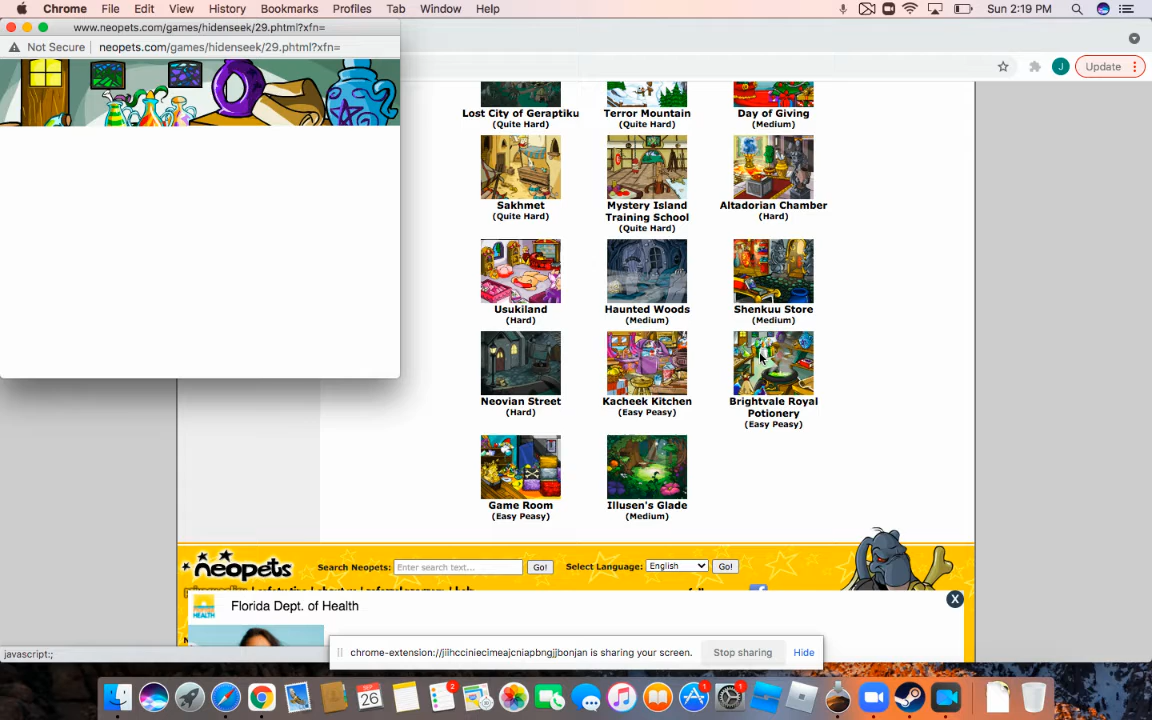 Chrome File Edit View History Bookmarks Profiles Tab Window Help Sun 2:19 PM
www.neopets.com/games/hidenseek/29.phtml?xfn=
Not Secure neopets.com/games/hidenseek/29.phtml?xfn=
J Update
Lost City of Geraptiku
(Quite Hard)
Terror Mountain
(Quite Hard)
Day of Giving
(Medium)
Sakhmet
(Quite Hard)
Mystery Island
Training School
(Quite Hard)
Altadorian Chamber
(Hard)
Usukiland
(Hard)
Haunted Woods
(Medium)
Shenkuu Store
(Medium)
Neovian Street
(Hard)
Kacheek Kitchen
(Easy Peasy)
Brightvale Royal
Potionery
(Easy Peasy)
Game Room
(Easy Peasy)
Illusen's Glade
(Medium)
neopets Search Neopets: Enter search text... Go! Select Language: English Go!
X
HEALTH Florida Dept. of Health
javascript:;
chrome-extension://jiihcciniecimeajcniapbngjjbonjan is sharing your screen. Stop sharing Hide
26 2 1 1